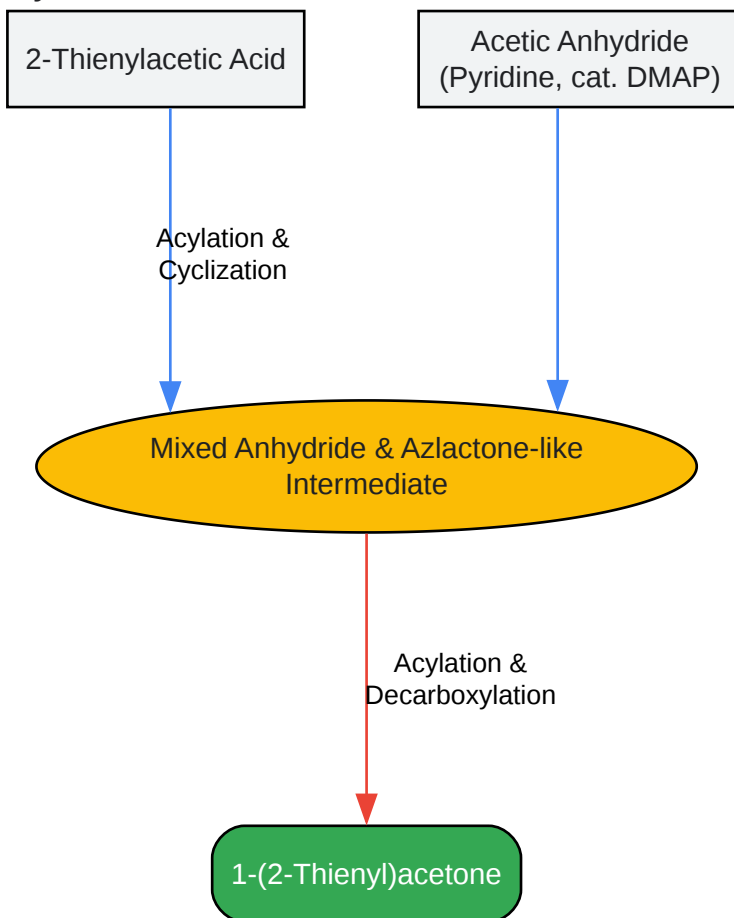 2-Thienylacetic Acid
Acetic Anhydride
(Pyridine, cat. DMAP)
Acylation &
Cyclization
Mixed Anhydride & Azlactone-like
Intermediate
Acylation &
Decarboxylation
1-(2-Thienyl)acetone